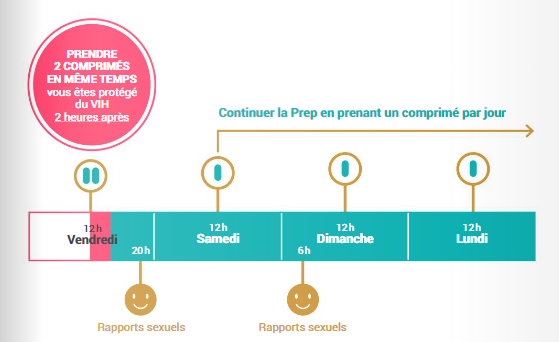 PRENDRE
2 COMPRIMÉS
EN MÊME TEMPS
vous êtes protégé
du VIH
2 heures après
Continuer la Prep en prenant un comprimé par jour
12h
Vendredi
20h
12h
Samedi
12h
Dimanche
6h
12h
Lundi
Rapports sexuels
Rapports sexuels